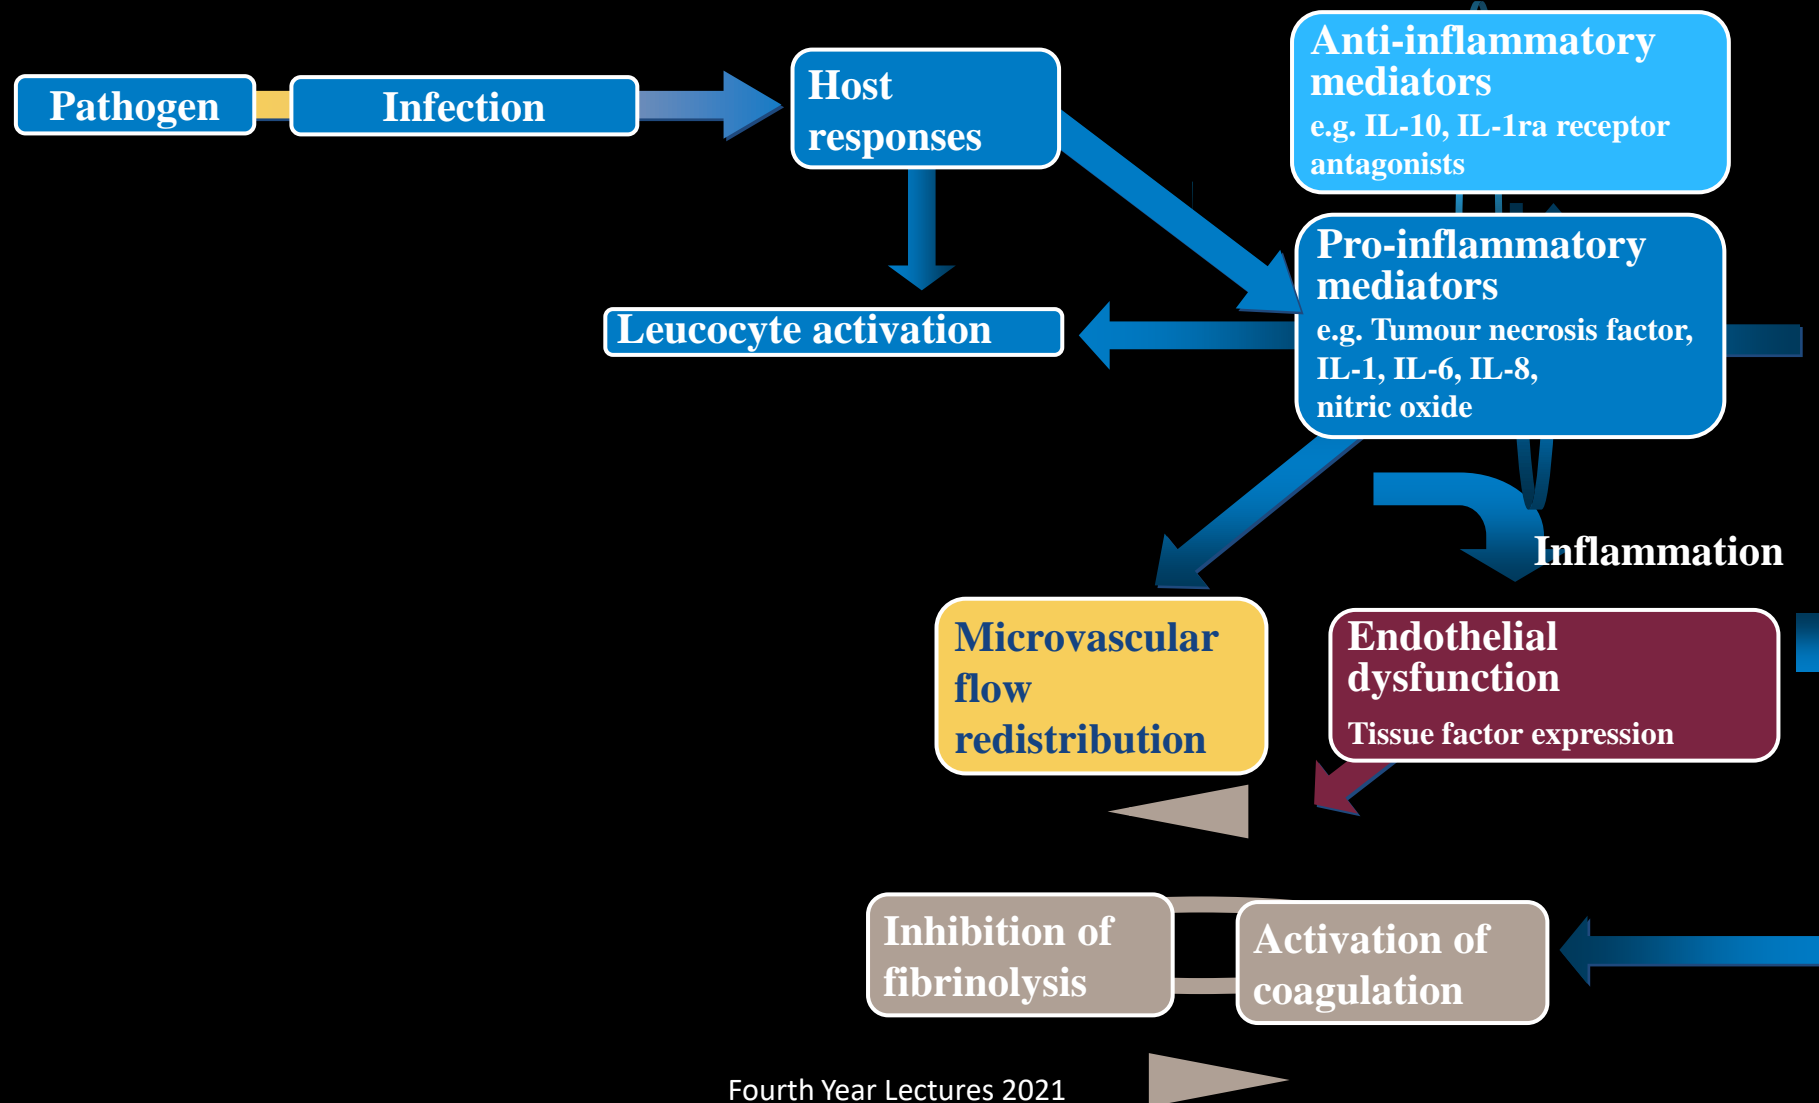 Pathogen
Infection
Host
responses
Anti-inflammatory
mediators
e.g. IL-10, IL-1ra receptor
antagonists
Pro-inflammatory
mediators
e.g. Tumour necrosis factor,
IL-1, IL-6, IL-8,
nitric oxide
Leucocyte activation
Inflammation
Microvascular
flow
redistribution
Endothelial
dysfunction
Tissue factor expression
Inhibition of
fibrinolysis
Activation of
coagulation
Fourth Year Lectures 2021